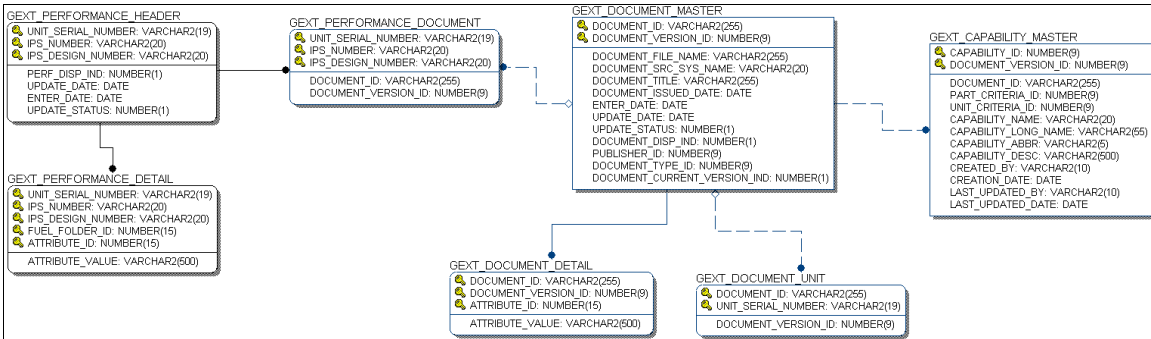 GEXT_PERFORMANCE_HEADER
UNIT_SERIAL_NUMBER: VARCHAR2(19)
IPS_NUMBER: VARCHAR2(20)
IPS_DESIGN_NUMBER: VARCHAR2(20)
PERF_DISP_IND: NUMBER(1)
UPDATE_DATE: DATE
ENTER_DATE: DATE
UPDATE_STATUS: NUMBER(1)
GEXT_PERFORMANCE_DOCUMENT
UNIT_SERIAL_NUMBER: VARCHAR2(19)
IPS_NUMBER: VARCHAR2(20)
IPS_DESIGN_NUMBER: VARCHAR2(20)
DOCUMENT_ID: VARCHAR2(255)
DOCUMENT_VERSION_ID: NUMBER(9)
GEXT_DOCUMENT_MASTER
DOCUMENT_ID: VARCHAR2(255)
DOCUMENT_VERSION_ID: NUMBER(9)
DOCUMENT_FILE_NAME: VARCHAR2(255)
DOCUMENT_SRC_SYS_NAME: VARCHAR2(20)
DOCUMENT_TITLE: VARCHAR2(255)
DOCUMENT_ISSUED_DATE: DATE
ENTER_DATE: DATE
UPDATE_DATE: DATE
UPDATE_STATUS: NUMBER(1)
DOCUMENT_DISP_IND: NUMBER(1)
PUBLISHER_ID: NUMBER(9)
DOCUMENT_TYPE_ID: NUMBER(9)
DOCUMENT_CURRENT_VERSION_IND: NUMBER(1)
GEXT_CAPABILITY_MASTER
CAPABILITY_ID: NUMBER(9)
DOCUMENT_VERSION_ID: NUMBER(9)
DOCUMENT_ID: VARCHAR2(255)
PART_CRITERIA_ID: NUMBER(9)
UNIT_CRITERIA_ID: NUMBER(9)
CAPABILITY_NAME: VARCHAR2(20)
CAPABILITY_LONG_NAME: VARCHAR2(55)
CAPABILITY_ABBR: VARCHAR2(5)
CAPABILITY_DESC: VARCHAR2(500)
CREATED_BY: VARCHAR2(10)
CREATION_DATE: DATE
LAST_UPDATED_BY: VARCHAR2(10)
LAST_UPDATED_DATE: DATE
GEXT_PERFORMANCE_DETAIL
UNIT_SERIAL_NUMBER: VARCHAR2(19)
IPS_NUMBER: VARCHAR2(20)
IPS_DESIGN_NUMBER: VARCHAR2(20)
FUEL_FOLDER_ID: NUMBER(15)
ATTRIBUTE_ID: NUMBER(15)
ATTRIBUTE_VALUE: VARCHAR2(500)
GEXT_DOCUMENT_DETAIL
DOCUMENT_ID: VARCHAR2(255)
DOCUMENT_VERSION_ID: NUMBER(9)
ATTRIBUTE_ID: NUMBER(15)
ATTRIBUTE_VALUE: VARCHAR2(500)
GEXT_DOCUMENT_UNIT
DOCUMENT_ID: VARCHAR2(255)
UNIT_SERIAL_NUMBER: VARCHAR2(19)
DOCUMENT_VERSION_ID: NUMBER(9)